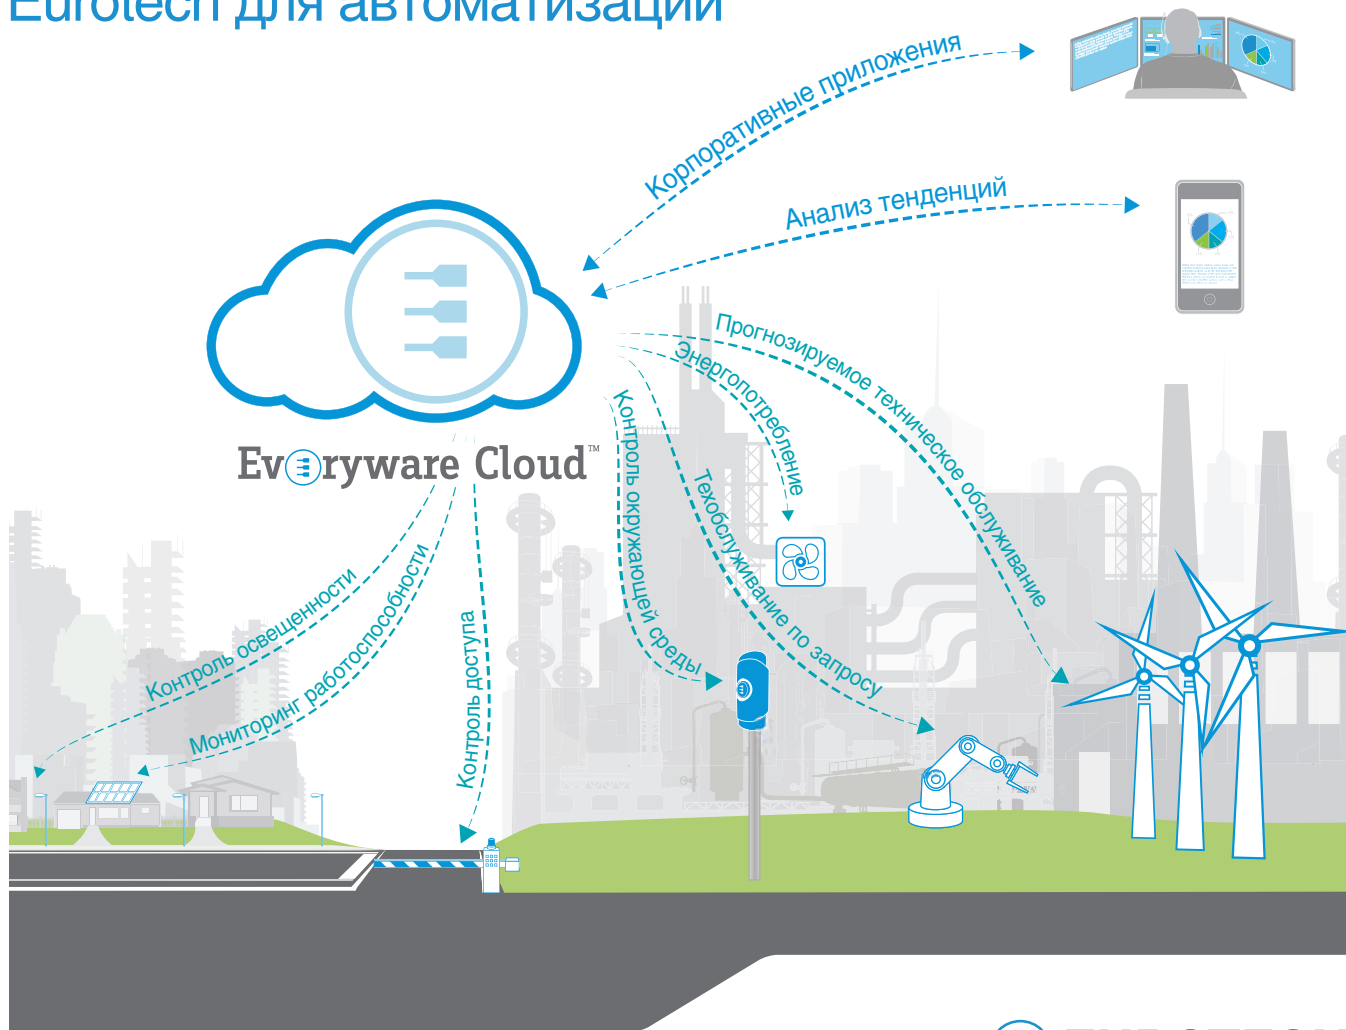 Eurotech для автоматизации
Корпоративные приложения
Анализ тенденций
Прогнозируемое техническое обслуживание
Энергопотребление
Контроль окружающей среды
Техобслуживание по запросу
Everyware Cloud™
Контроль освещенности
Мониторинг работоспособности
Контроль доступа